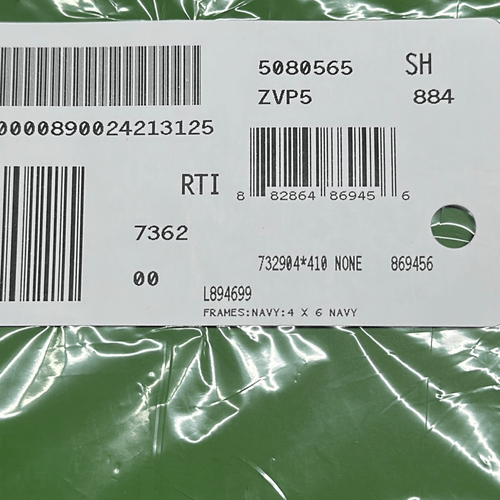 5080565 SH
ZVP5 884
0000890024213125
RTI
8 82864 86945 6
7362
732904*410 NONE 869456
00
L894699
FRAMES:NAVY:4 X 6 NAVY